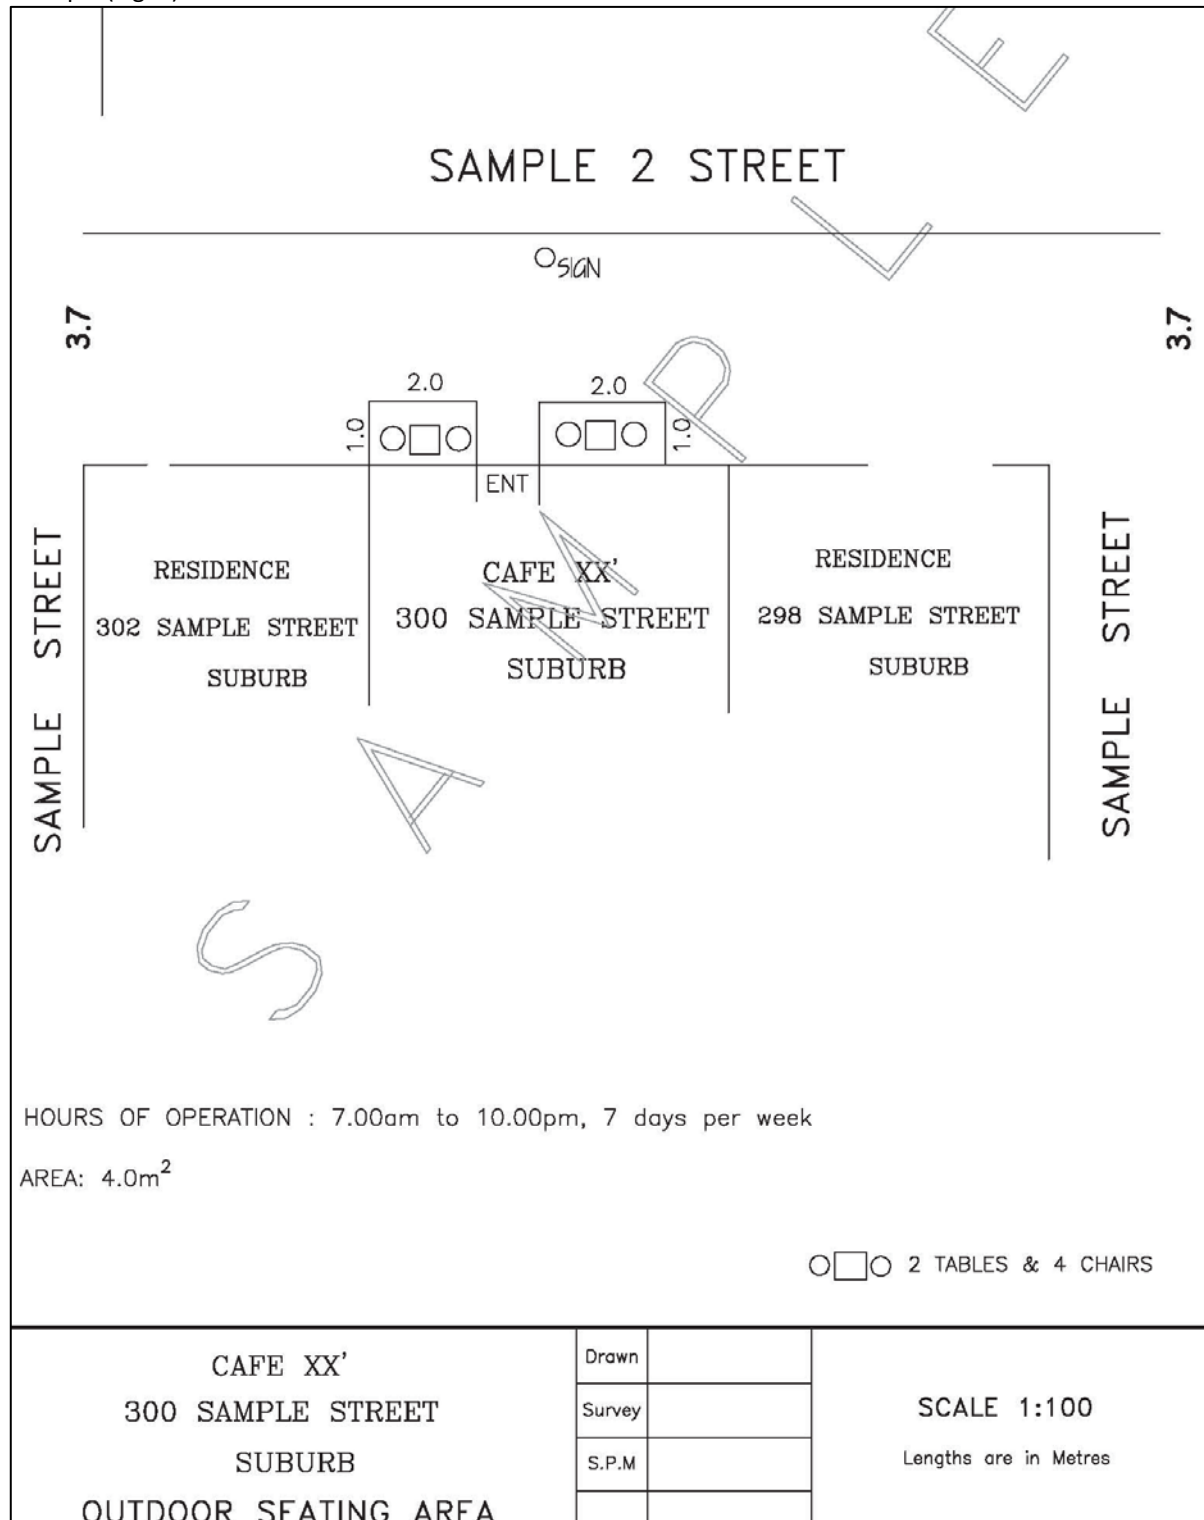 SAMPLE 2 STREET
SIGN
3.7
3.7
2.0
2.0
1.0
1.0
ENT
SAMPLE STREET
RESIDENCE
302 SAMPLE STREET
SUBURB
CAFE XX'
300 SAMPLE STREET
SUBURB
RESIDENCE
298 SAMPLE STREET
SUBURB
SAMPLE STREET
SAMPLE
HOURS OF OPERATION : 7.00am to 10.00pm, 7 days per week
AREA: 4.0m²
2 TABLES & 4 CHAIRS
CAFE XX'
300 SAMPLE STREET
SUBURB
OUTDOOR SEATING AREA
Drawn
Survey
S.P.M
SCALE 1:100
Lengths are in Metres